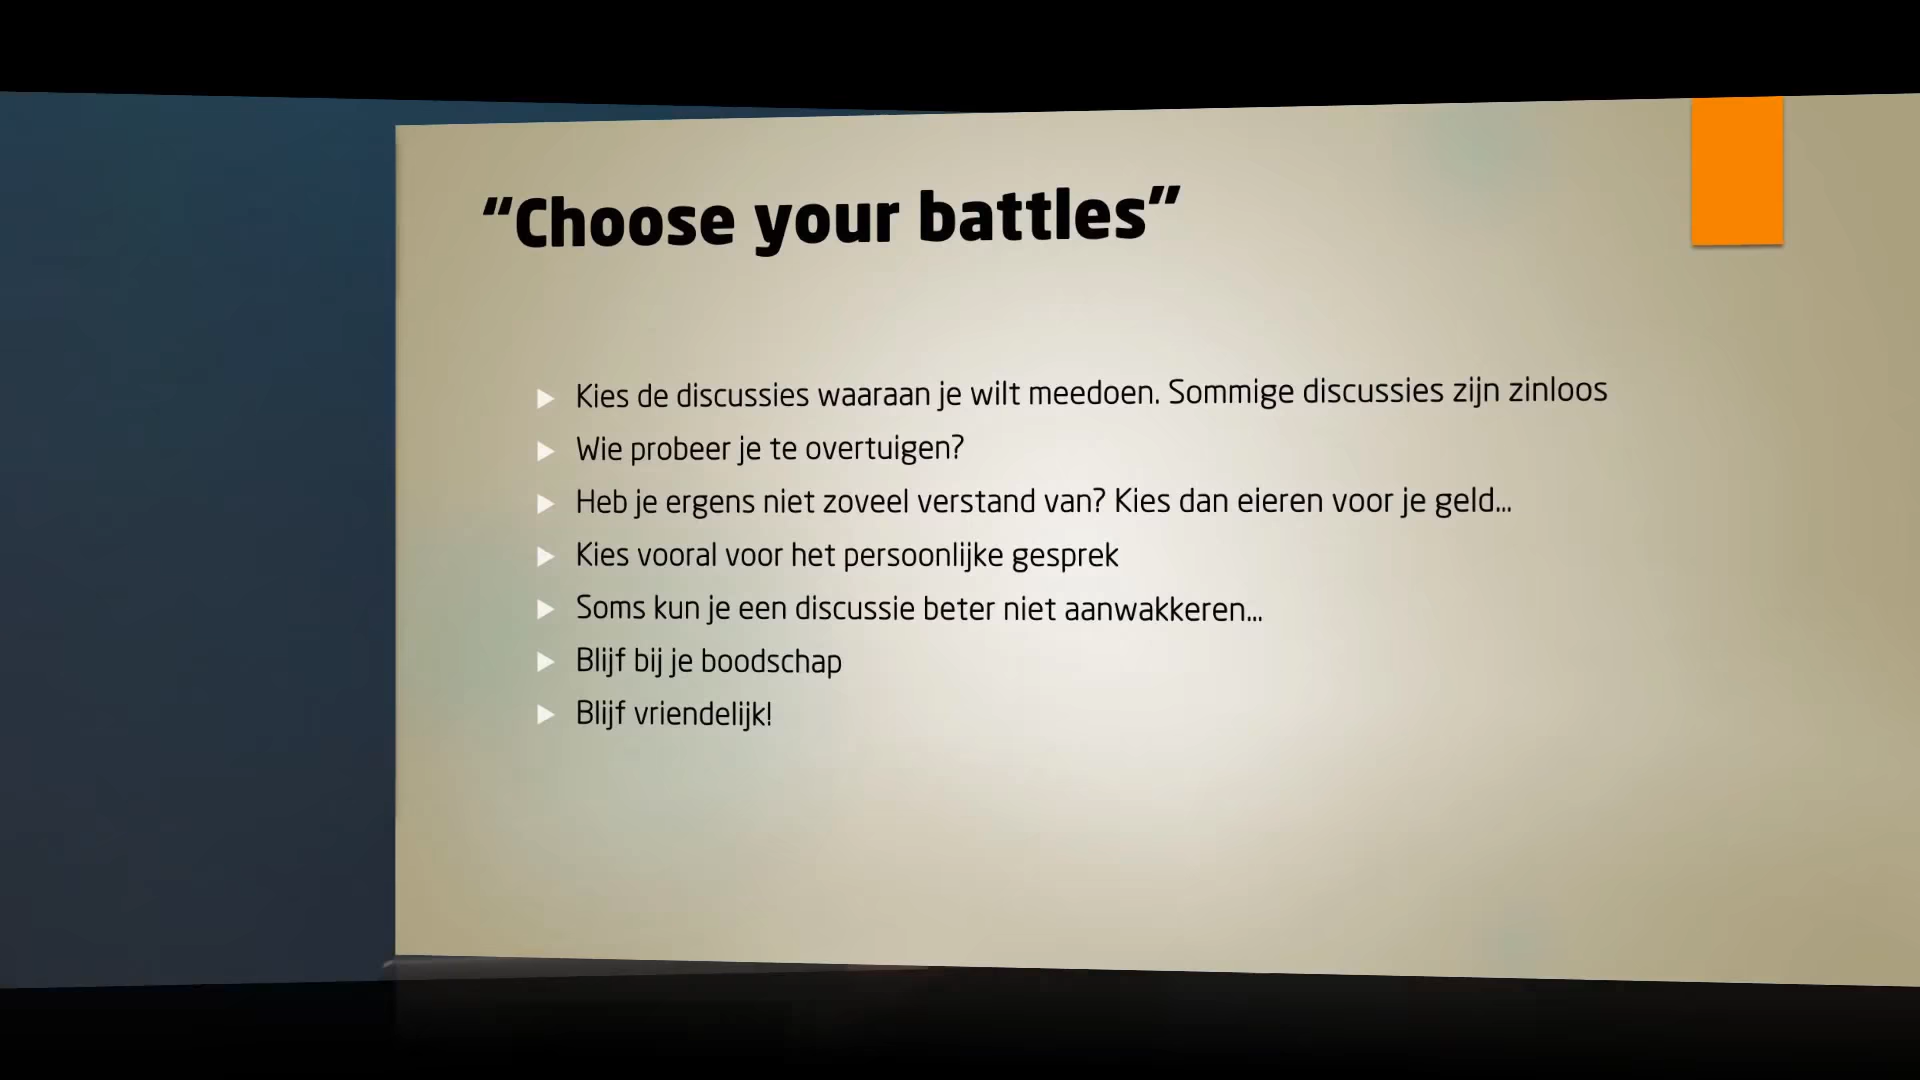 “Choose your battles”
Kies de discussies waaraan je wilt meedoen. Sommige discussies zijn zinloos
Wie probeer je te overtuigen?
Heb je ergens niet zoveel verstand van? Kies dan eieren voor je geld...
Kies vooral voor het persoonlijke gesprek
Soms kun je een discussie beter niet aanwakkeren...
Blijf bij je boodschap
Blijf vriendelijk!